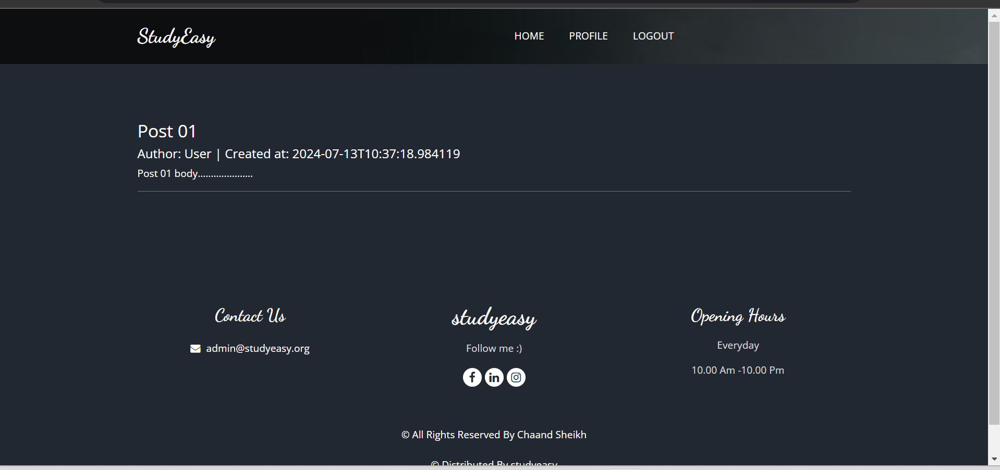 StudyEasy
HOME PROFILE LOGOUT
Post 01
Author: User | Created at: 2024-07-13T10:37:18.984119
Post 01 body.....................
Contact Us
admin@studyeasy.org
studyeasy
Follow me :)
Opening Hours
Everyday
10.00 Am -10.00 Pm
© All Rights Reserved By Chaand Sheikh
© Distributed By studyeasy